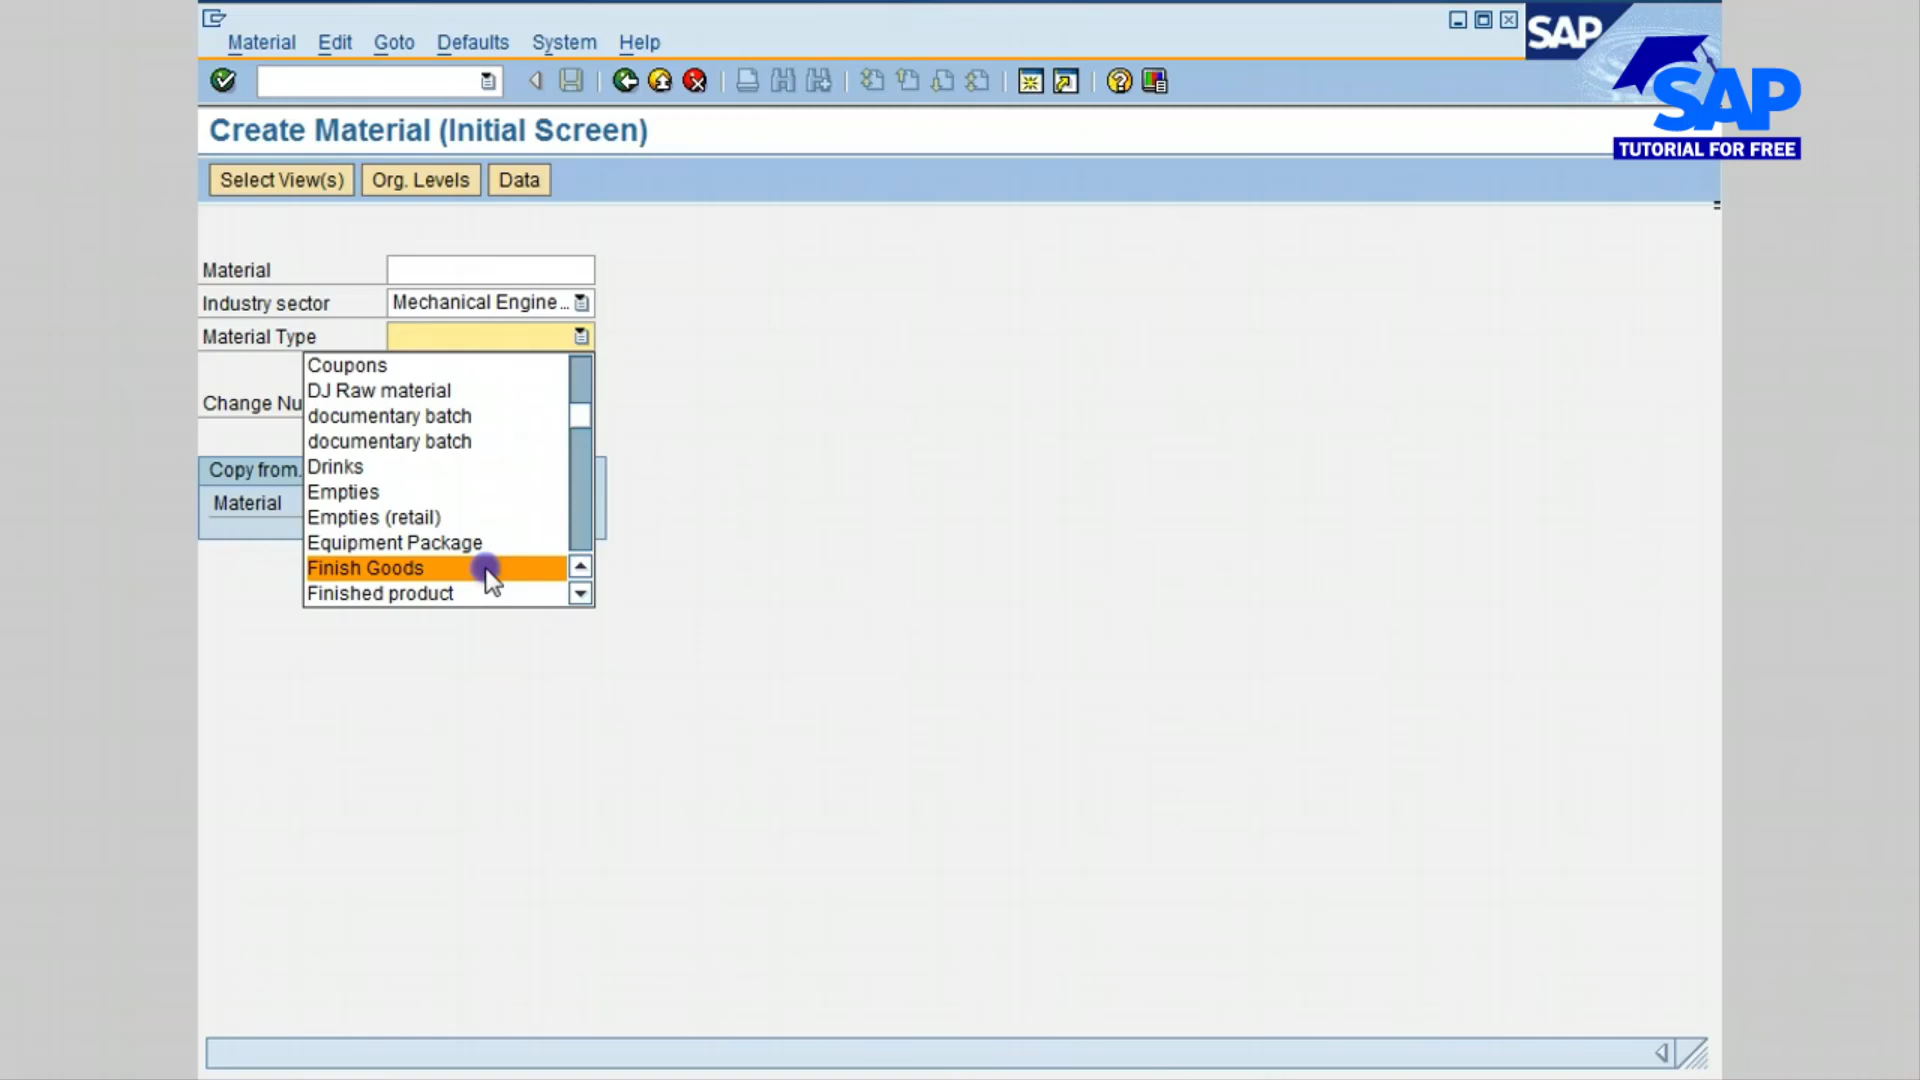 Material Edit Goto Defaults System Help
SAP
SAP
TUTORIAL FOR FREE
Create Material (Initial Screen)
Select View(s) Org. Levels Data
Material
Industry sector Mechanical Engine...
Material Type
Coupons
DJ Raw material
Change Nu
documentary batch
documentary batch
Copy from.
Drinks
Empties
Material
Empties (retail)
Equipment Package
Finish Goods
Finished product